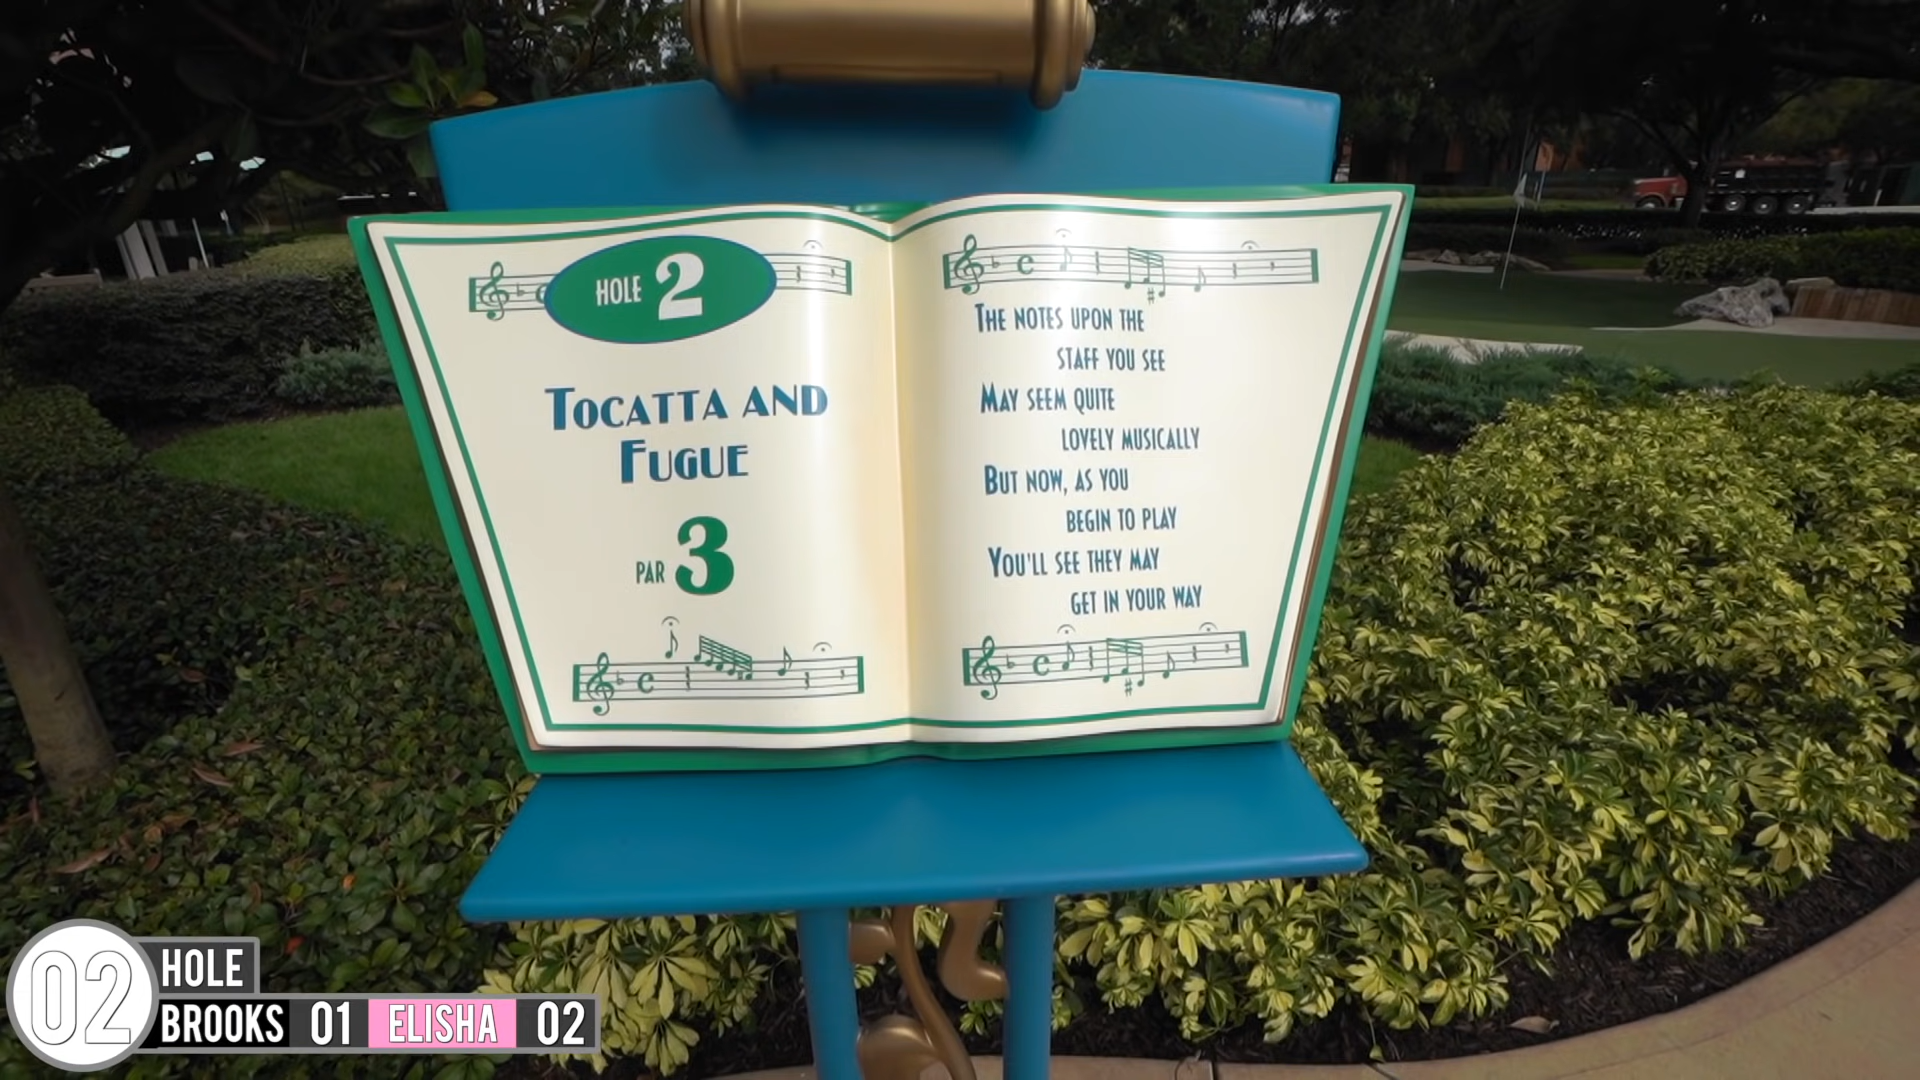 HOLE 2
TOCATTA AND
FUGUE
PAR 3
THE NOTES UPON THE
STAFF YOU SEE
MAY SEEM QUITE
LOVELY MUSICALLY
BUT NOW, AS YOU
BEGIN TO PLAY
YOU'LL SEE THEY MAY
GET IN YOUR WAY
02 HOLE
BROOKS 01 ELISHA 02